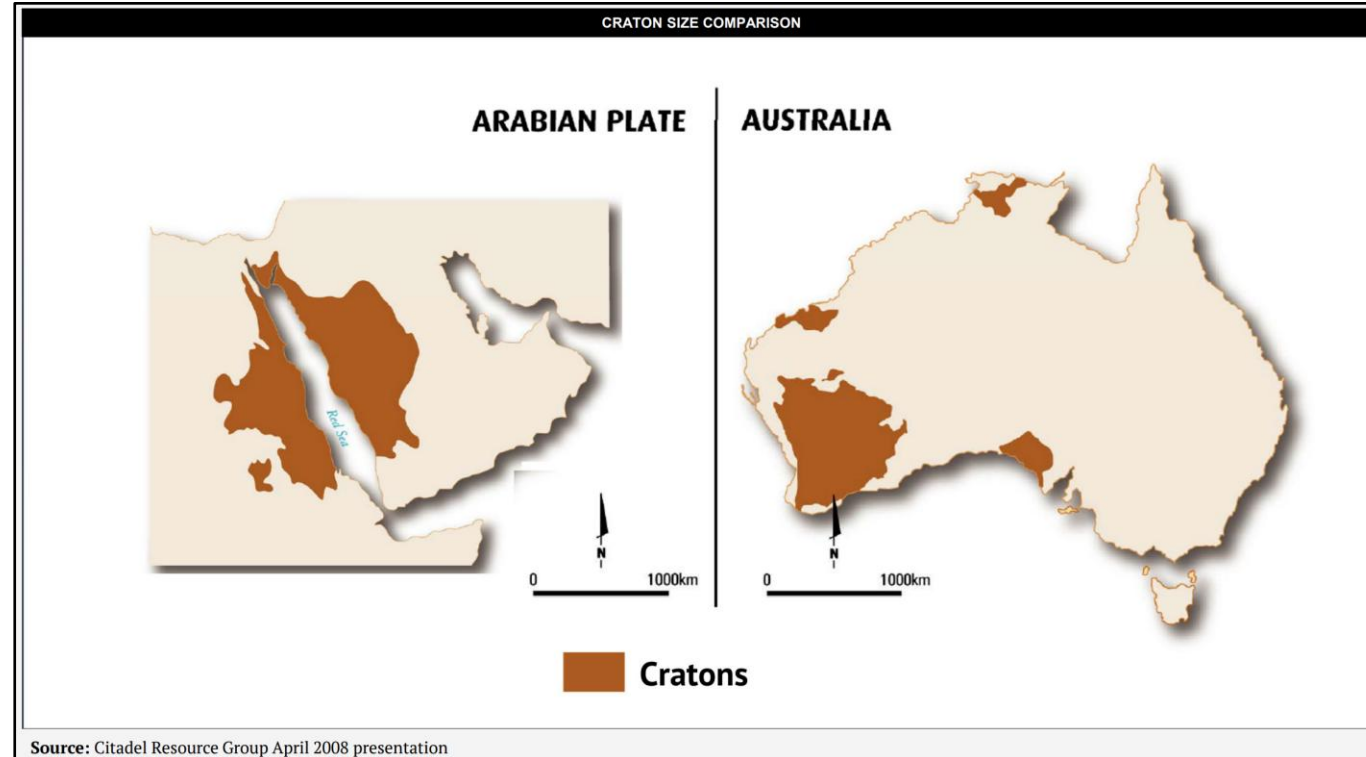 CRATON SIZE COMPARISON
ARABIAN PLATE
AUSTRALIA
Red Sea
N
0 1000km
N
0 1000km
Cratons
Source: Citadel Resource Group April 2008 presentation